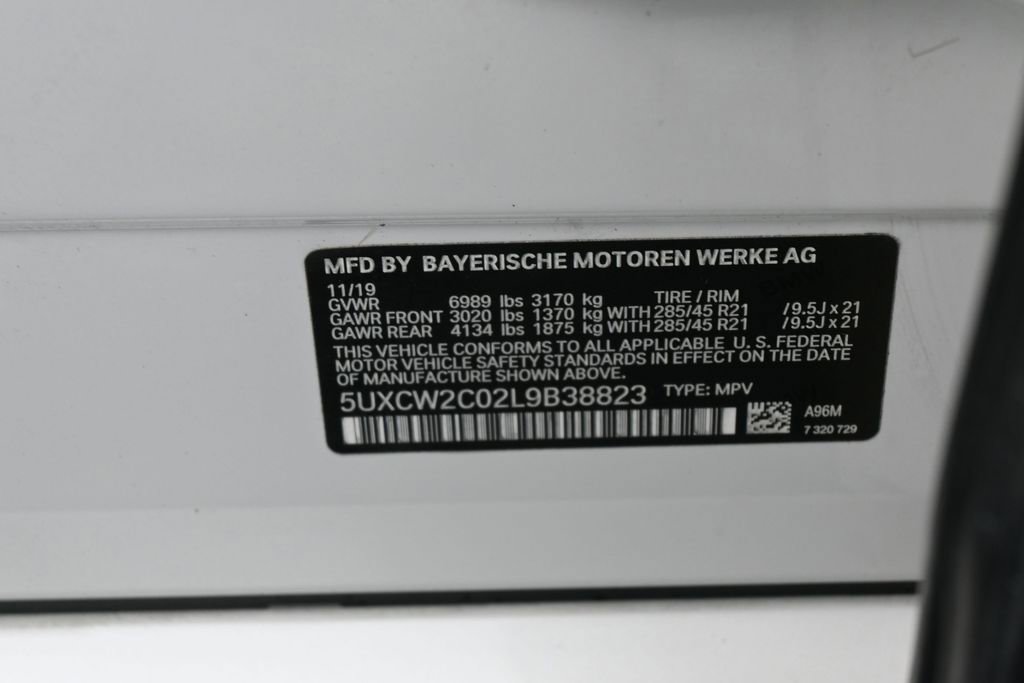 MFD BY BAYERISCHE MOTOREN WERKE AG
11/19
GVWR 6989 lbs 3170 kg TIRE / RIM
GAWR FRONT 3020 lbs 1370 kg WITH 285/45 R21 / 9.5J x 21
GAWR REAR 4134 lbs 1875 kg WITH 285/45 R21 / 9.5J x 21
THIS VEHICLE CONFORMS TO ALL APPLICABLE U. S. FEDERAL
MOTOR VEHICLE SAFETY STANDARDS IN EFFECT ON THE DATE
OF MANUFACTURE SHOWN ABOVE.
5UXCW2C02L9B38823 TYPE: MPV
A96M
7 320 729